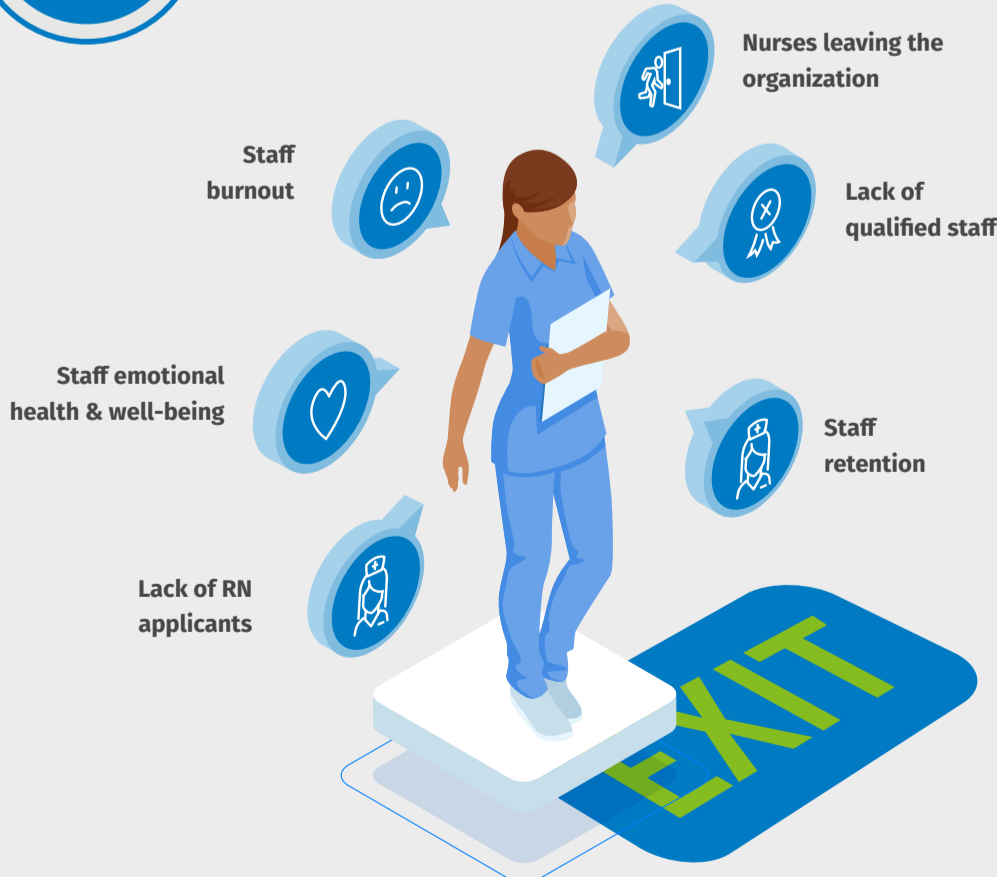 Nurses leaving the
organization
Staff
burnout
Lack of
qualified staff
Staff emotional
health & well-being
Staff
retention
Lack of RN
applicants
EXIT